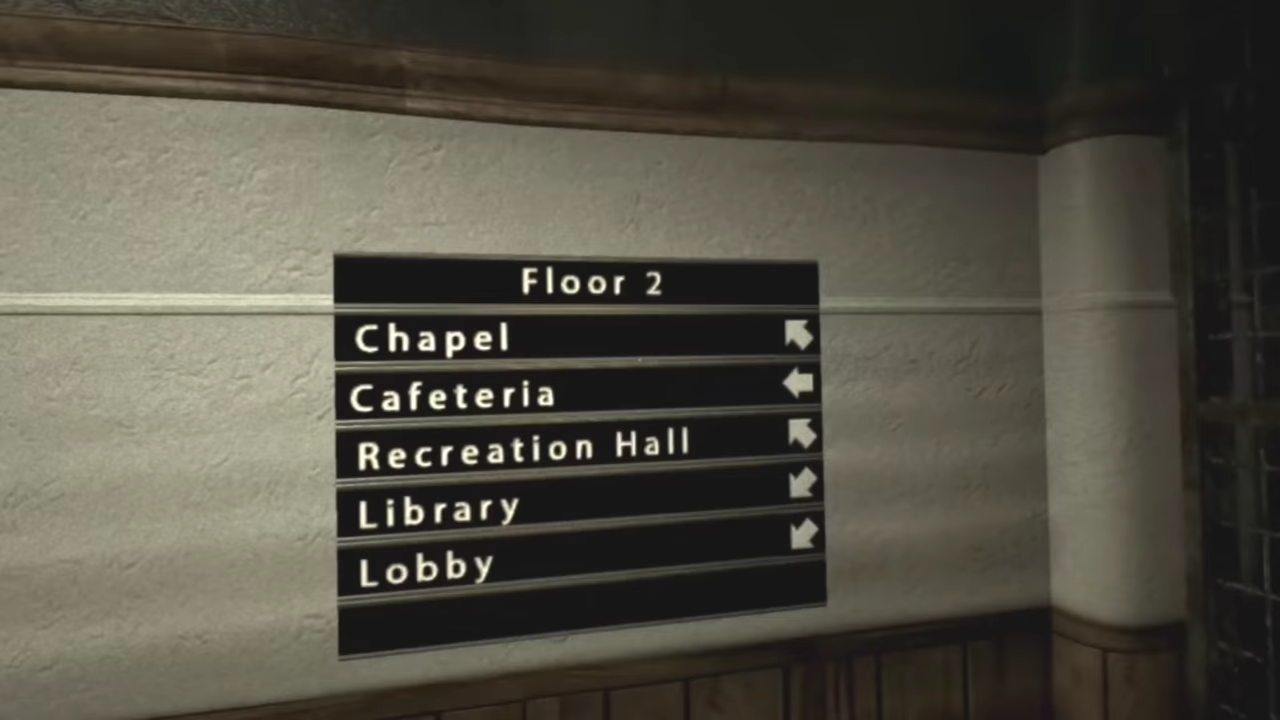 Floor 2
Chapel
Cafeteria
Recreation Hall
Library
Lobby